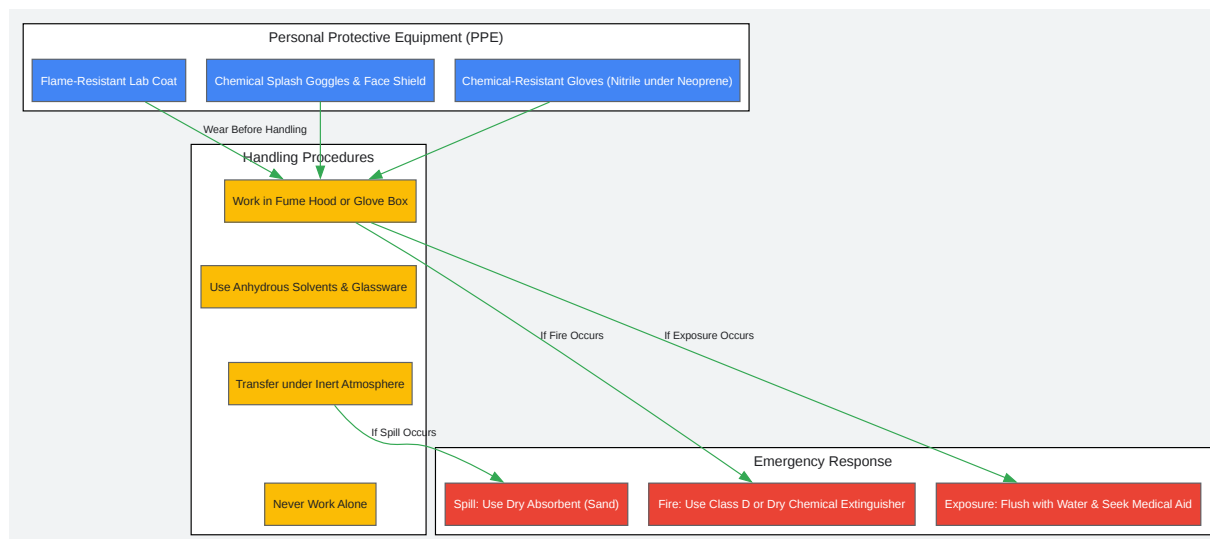 Personal Protective Equipment (PPE)
Flame-Resistant Lab Coat
Chemical Splash Goggles & Face Shield
Chemical-Resistant Gloves (Nitrile under Neoprene)
Wear Before Handling
Handling Procedures
Work in Fume Hood or Glove Box
Use Anhydrous Solvents & Glassware
If Fire Occurs
If Exposure Occurs
Transfer under Inert Atmosphere
If Spill Occurs
Never Work Alone
Emergency Response
Spill: Use Dry Absorbent (Sand)
Fire: Use Class D or Dry Chemical Extinguisher
Exposure: Flush with Water & Seek Medical Aid